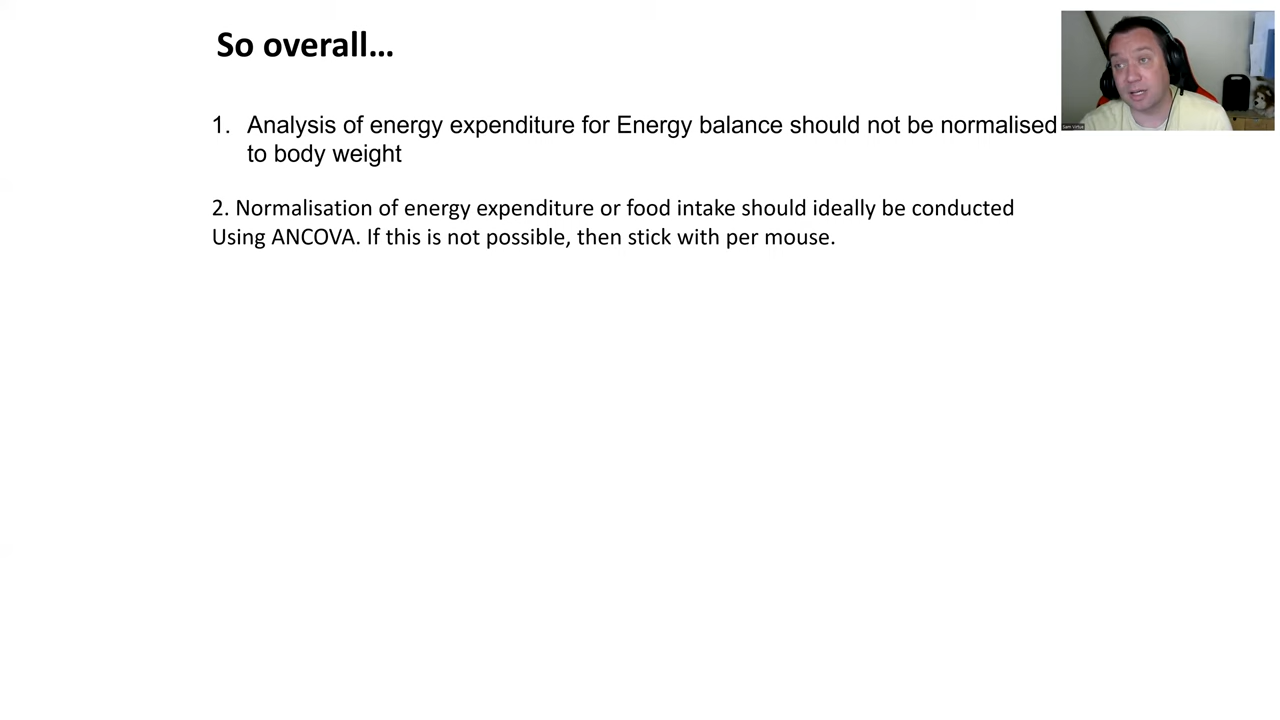 So overall…
1. Analysis of energy expenditure for Energy balance should not be normalised
to body weight
2. Normalisation of energy expenditure or food intake should ideally be conducted
Using ANCOVA. If this is not possible, then stick with per mouse.
Sam Virtue